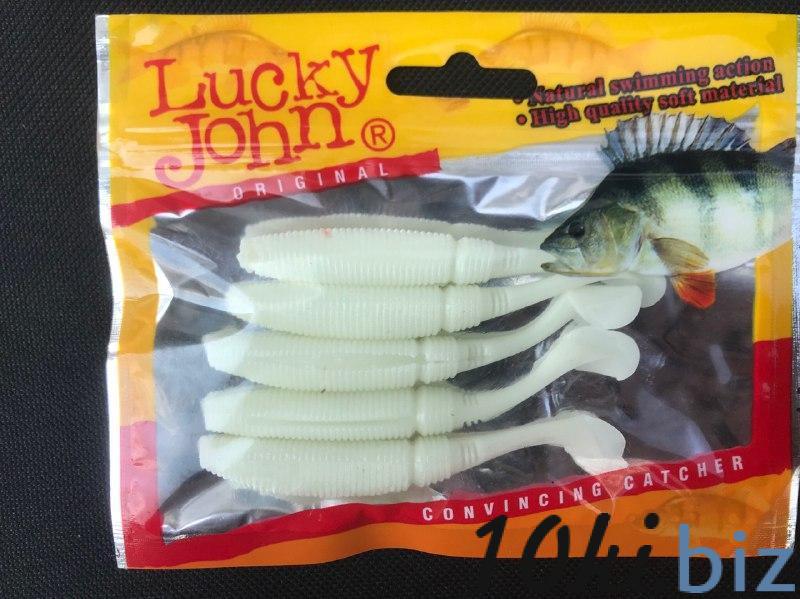 Lucky
John ®
ORIGINAL
• Natural swimming action
• High quality soft material
CONVINCING CATCHER
10ki biz